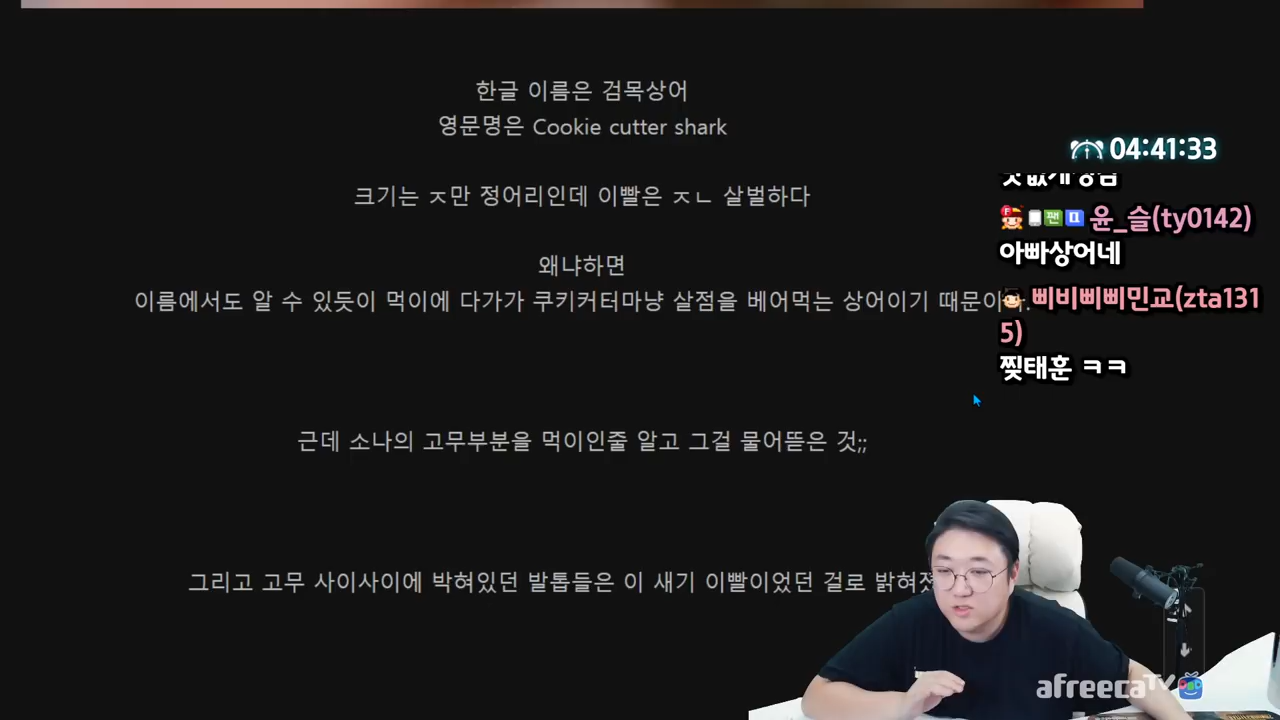 한글 이름은 검목상어
영문명은 Cookie cutter shark
크기는 ㅈ만 정어리인데 이빨은 ㅈㄴ 살벌하다
왜냐하면
이름에서도 알 수 있듯이 먹이에 다가가 쿠키커터마냥 살점을 베어먹는 상어이기 때문이
근데 소나의 고무부분을 먹이인줄 알고 그걸 물어뜯은 것;;
그리고 고무 사이사이에 박혀있던 발톱들은 이 새기 이빨이었던 걸로 밝혀졌
04:41:33
팬
윤_슬(ty0142)
아빠상어네
삐비삐삐민교(zta131
5)
찢태훈 ㅋㅋ
afreecaTV